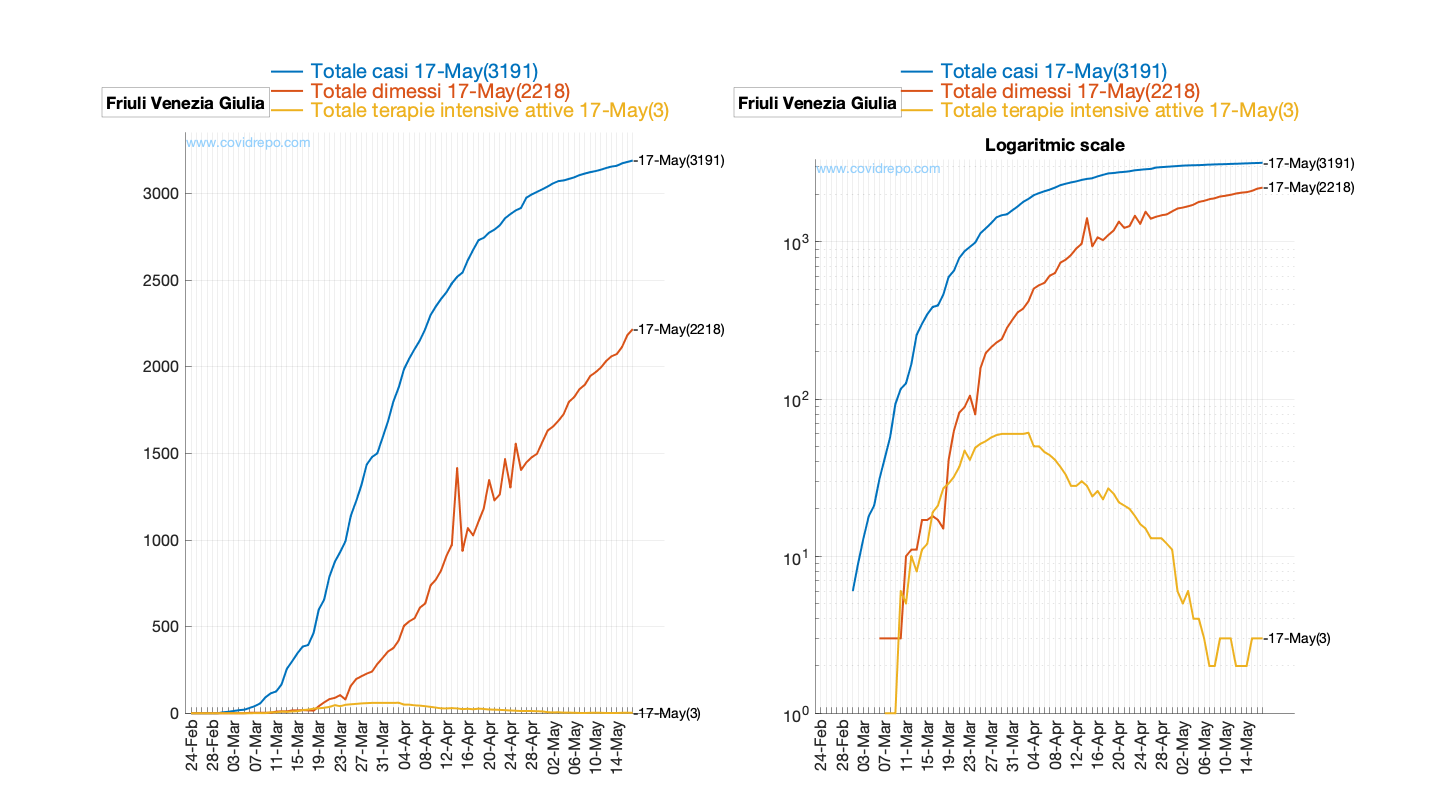 Totale casi 17-May(3191)
Totale dimessi 17-May(2218)
Totale terapie intensive attive 17-May(3)
Friuli Venezia Giulia
www.covidrepo.com
3000
2500
2000
1500
1000
500
0
-17-May(3191)
-17-May(2218)
-17-May(3)
24-Feb
28-Feb
03-Mar
07-Mar
11-Mar
15-Mar
19-Mar
23-Mar
27-Mar
31-Mar
04-Apr
08-Apr
12-Apr
16-Apr
20-Apr
24-Apr
28-Apr
02-May
06-May
10-May
14-May
Totale casi 17-May(3191)
Totale dimessi 17-May(2218)
Totale terapie intensive attive 17-May(3)
Friuli Venezia Giulia
Logaritmic scale
www.covidrepo.com
10^3
10^2
10^1
10^0
-17-May(3191)
-17-May(2218)
-17-May(3)
24-Feb
28-Feb
03-Mar
07-Mar
11-Mar
15-Mar
19-Mar
23-Mar
27-Mar
31-Mar
04-Apr
08-Apr
12-Apr
16-Apr
20-Apr
24-Apr
28-Apr
02-May
06-May
10-May
14-May